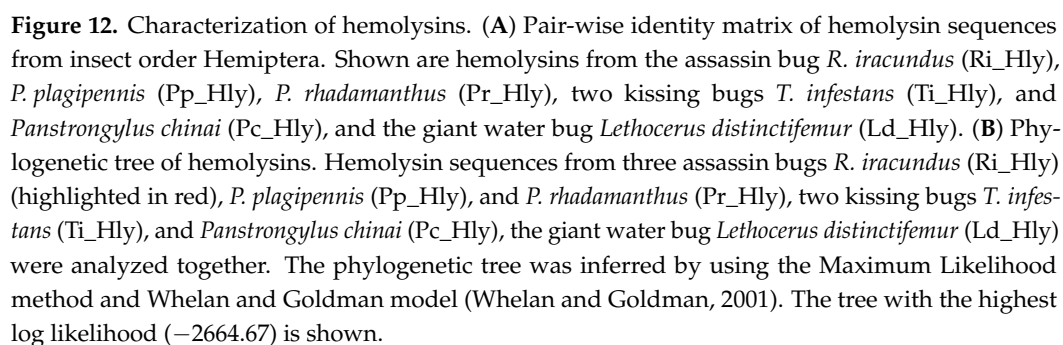 Figure 12. Characterization of hemolysins. (A) Pair-wise identity matrix of hemolysin sequences
from insect order Hemiptera. Shown are hemolysins from the assassin bug R. iracundus (Ri_Hly),
P. plagipennis (Pp_Hly), P. rhadamanthus (Pr_Hly), two kissing bugs T. infestans (Ti_Hly), and
Panstrongylus chinai (Pc_Hly), and the giant water bug Lethocerus distinctifemur (Ld_Hly). (B) Phy-
logenetic tree of hemolysins. Hemolysin sequences from three assassin bugs R. iracundus (Ri_Hly)
(highlighted in red), P. plagipennis (Pp_Hly), and P. rhadamanthus (Pr_Hly), two kissing bugs T. infes-
tans (Ti_Hly), and Panstrongylus chinai (Pc_Hly), the giant water bug Lethocerus distinctifemur (Ld_Hly)
were analyzed together. The phylogenetic tree was inferred by using the Maximum Likelihood
method and Whelan and Goldman model (Whelan and Goldman, 2001). The tree with the highest
log likelihood (−2664.67) is shown.